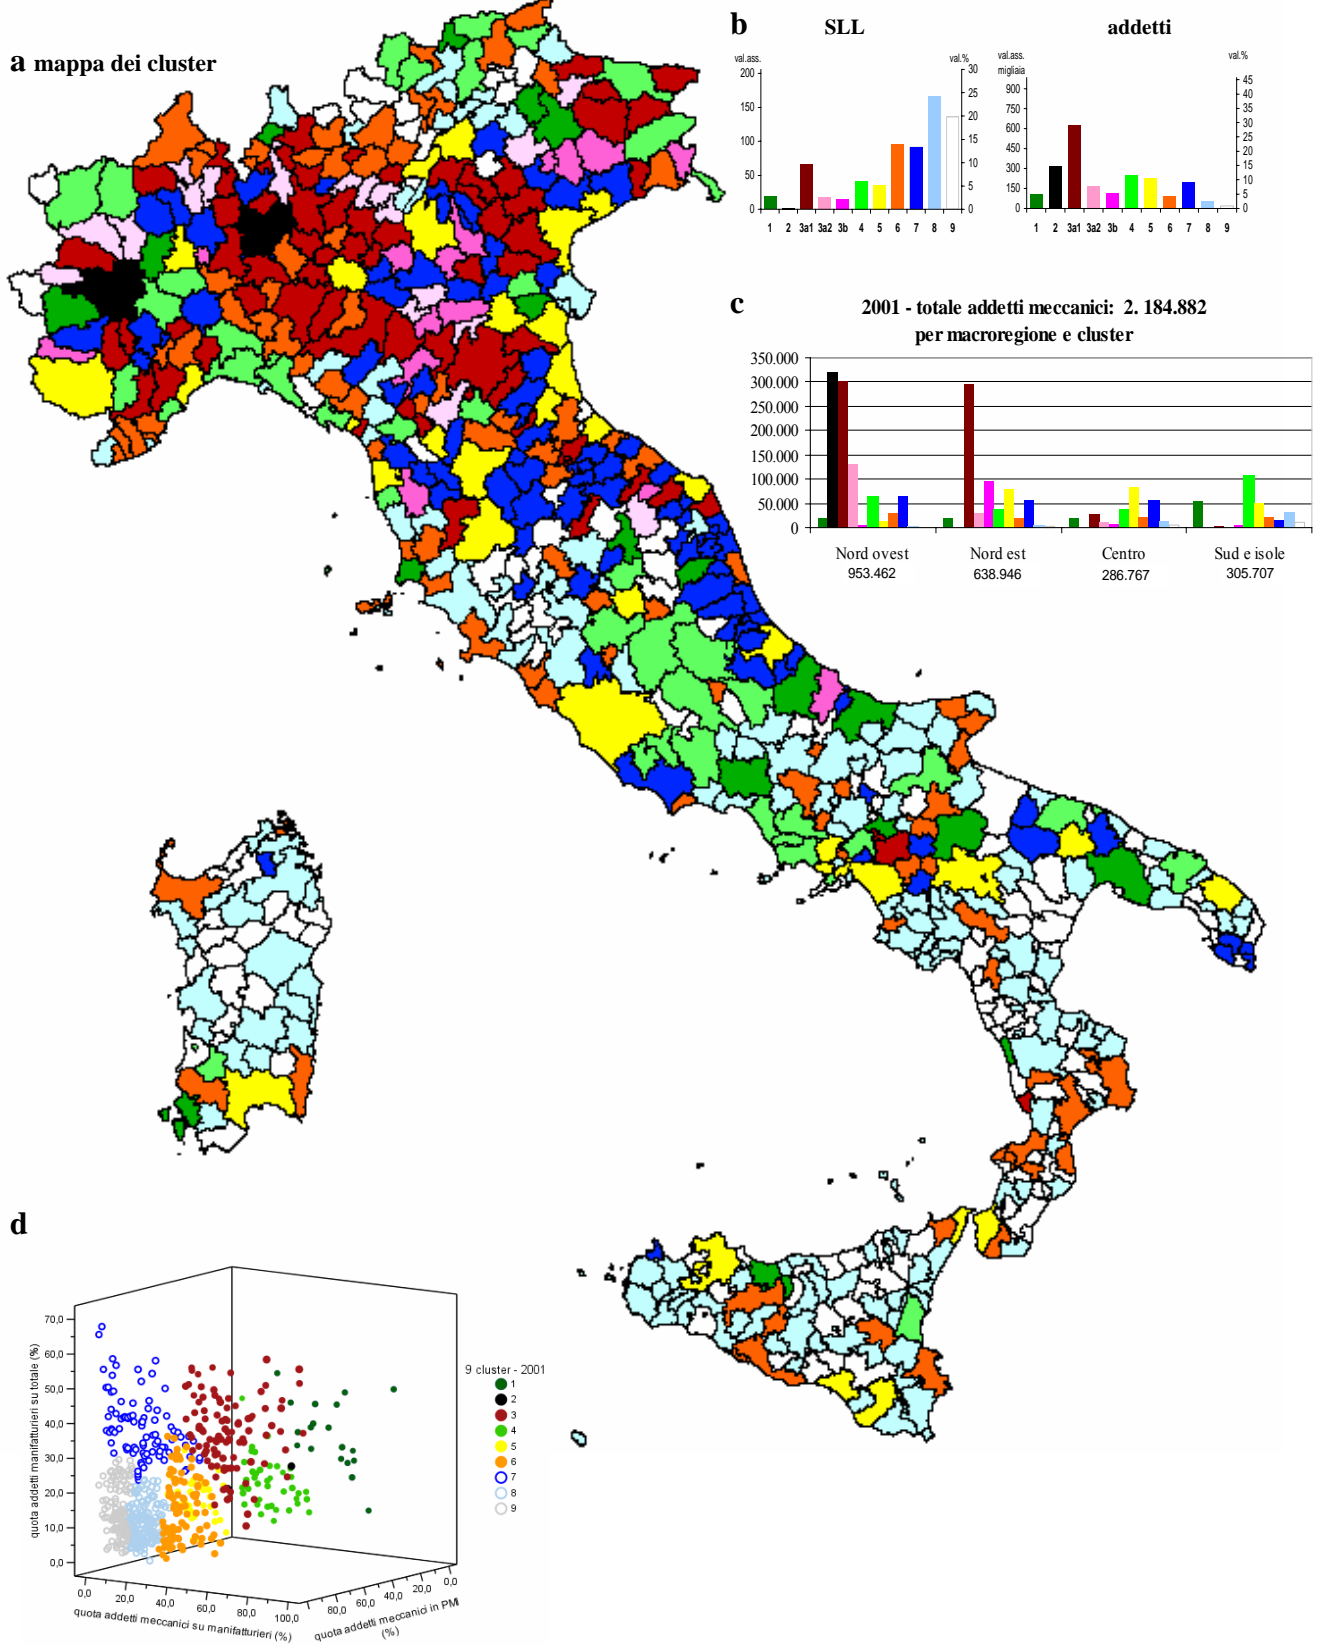 a mappa dei cluster
b
SLL
addetti
val.ass.
val.%
200
150
100
50
0
30
25
20
15
10
5
0
1 2 3a1 3a2 3b 4 5 6 7 8 9
val.ass.
migliaia
val.%
900
750
600
450
300
150
0
45
40
35
30
25
20
15
10
5
0
1 2 3a1 3a2 3b 4 5 6 7 8 9
c
2001 - totale addetti meccanici: 2. 184.882
per macroregione e cluster
350.000
300.000
250.000
200.000
150.000
100.000
50.000
0
Nord ovest Nord est Centro Sud e isole
953.462 638.946 286.767 305.707
d
70,0
60,0
50,0
40,0
30,0
20,0
10,0
0,0
quota addetti manifatturieri su totale (%)
0,0 20,0 40,0 60,0 80,0 100,0
quota addetti meccanici su manifatturieri (%)
80,0 60,0 40,0 20,0 0,0
quota addetti meccanici in PMI
(%)
9 cluster - 2001
1
2
3
4
5
6
7
8
9